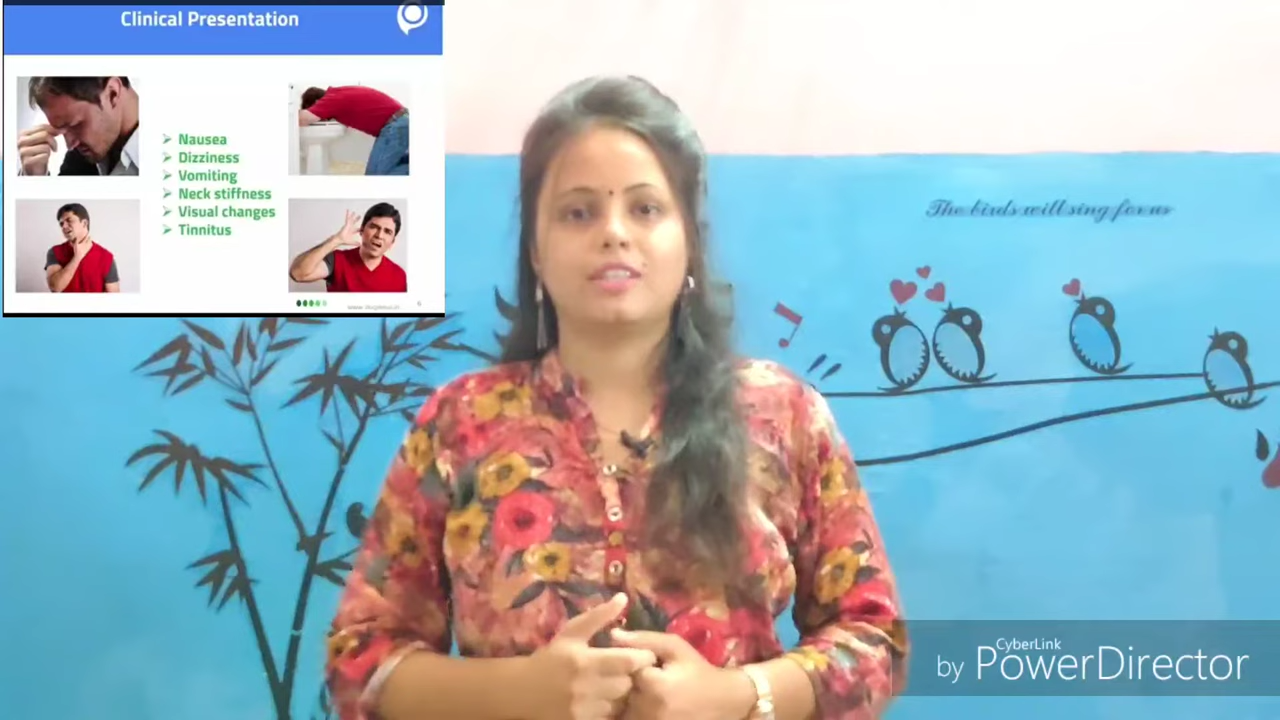 Clinical Presentation
➢ Nausea
➢ Dizziness
➢ Vomiting
➢ Neck stiffness
➢ Visual changes
➢ Tinnitus
The birds will sing for us
CyberLink
by PowerDirector